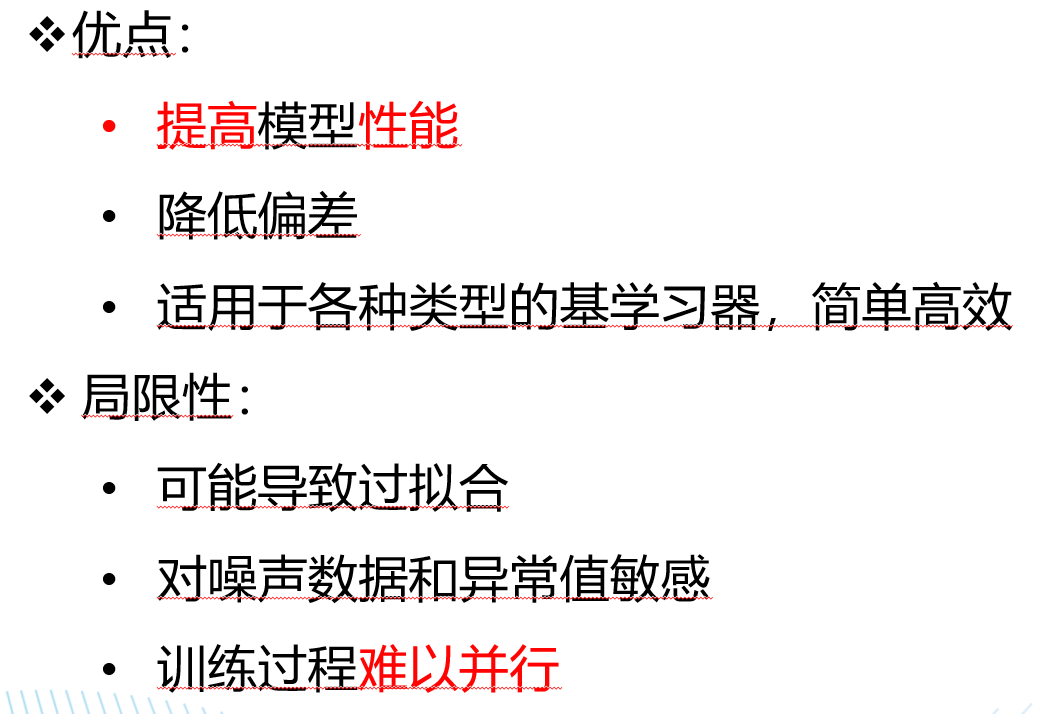 ❖优点：
• 提高模型性能
• 降低偏差
• 适用于各种类型的基学习器，简单高效
❖ 局限性：
• 可能导致过拟合
• 对噪声数据和异常值敏感
• 训练过程难以并行